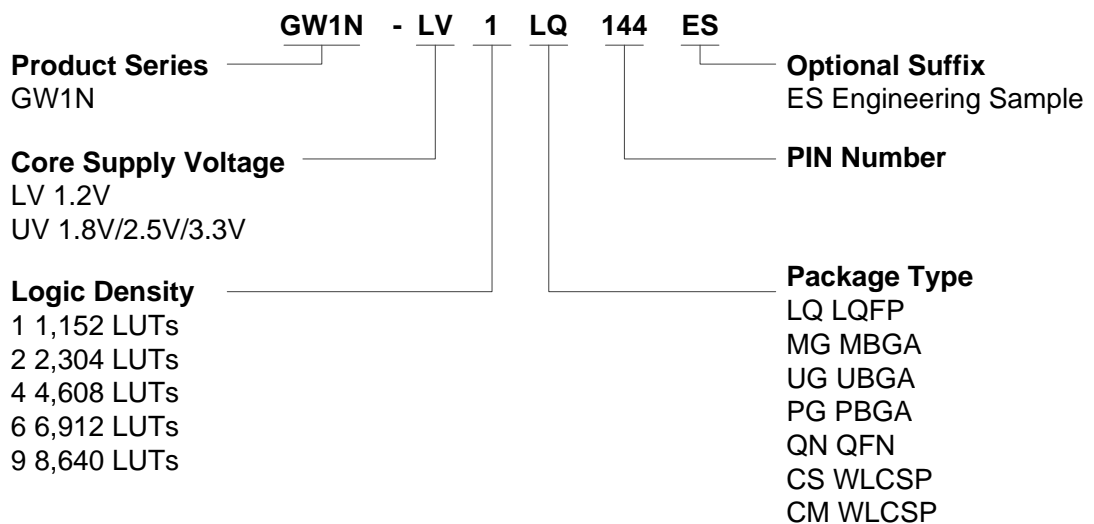 GW1N - LV 1 LQ 144 ES
Product Series
GW1N
Core Supply Voltage
LV 1.2V
UV 1.8V/2.5V/3.3V
Logic Density
1 1,152 LUTs
2 2,304 LUTs
4 4,608 LUTs
6 6,912 LUTs
9 8,640 LUTs
Optional Suffix
ES Engineering Sample
PIN Number
Package Type
LQ LQFP
MG MBGA
UG UBGA
PG PBGA
QN QFN
CS WLCSP
CM WLCSP